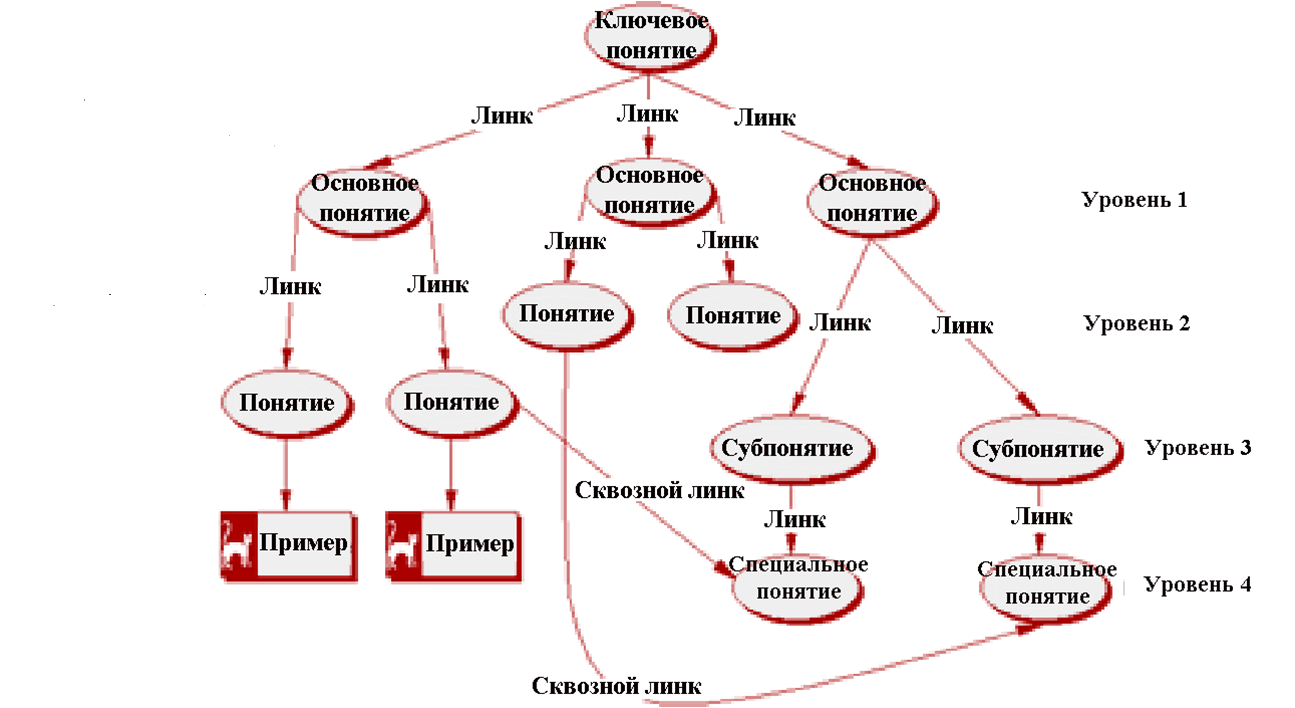 Ключевое
понятие
Линк
Линк
Линк
Основное
понятие
Основное
понятие
Основное
понятие
Уровень 1
Линк
Линк
Линк
Линк
Понятие
Понятие
Линк
Линк
Уровень 2
Понятие
Понятие
Субпонятие
Субпонятие
Уровень 3
Сквозной линк
Линк
Линк
Пример
Пример
Специальное
понятие
Специальное
понятие
Уровень 4
Сквозной линк